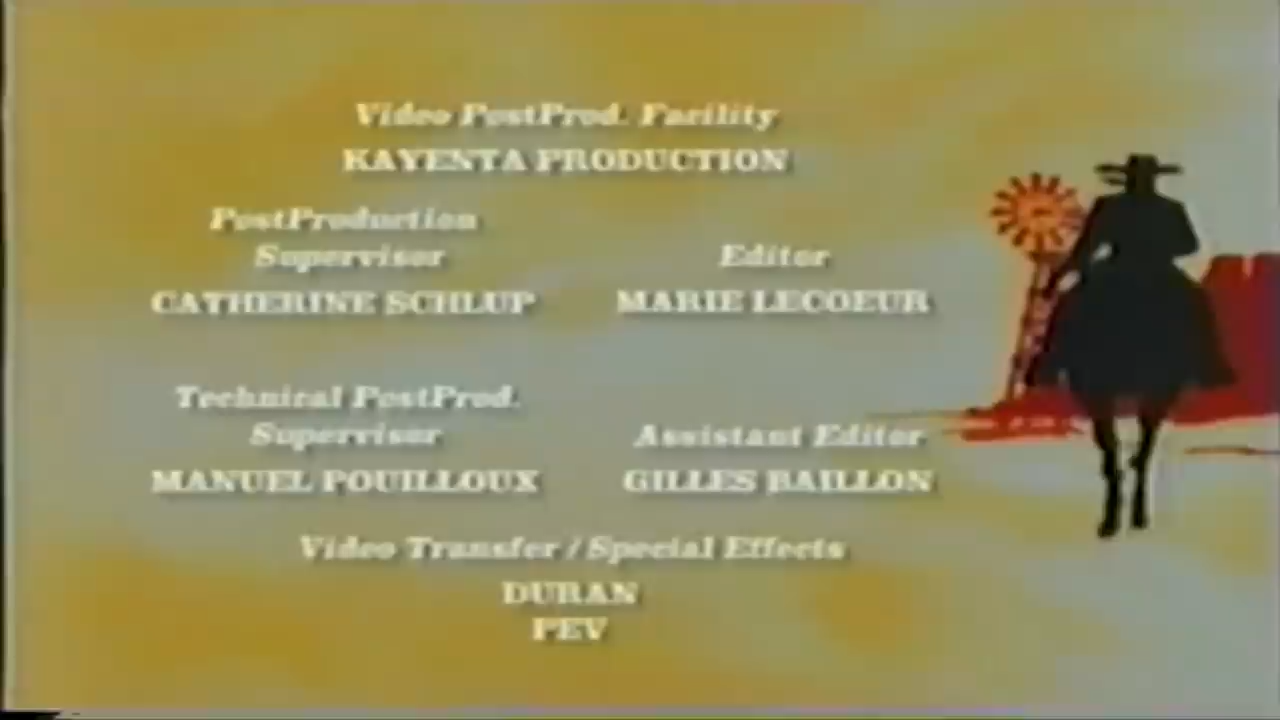 Video PostProd. Facility
KAYENTA PRODUCTION
PostProduction
Supervisor
CATHERINE SCHLUP
Editor
MARIE LECOEUR
Technical PostProd.
Supervisor
MANUEL POUILLOUX
Assistant Editor
GILLES BAILLON
Video Transfer / Special Effects
DURAN
PEV